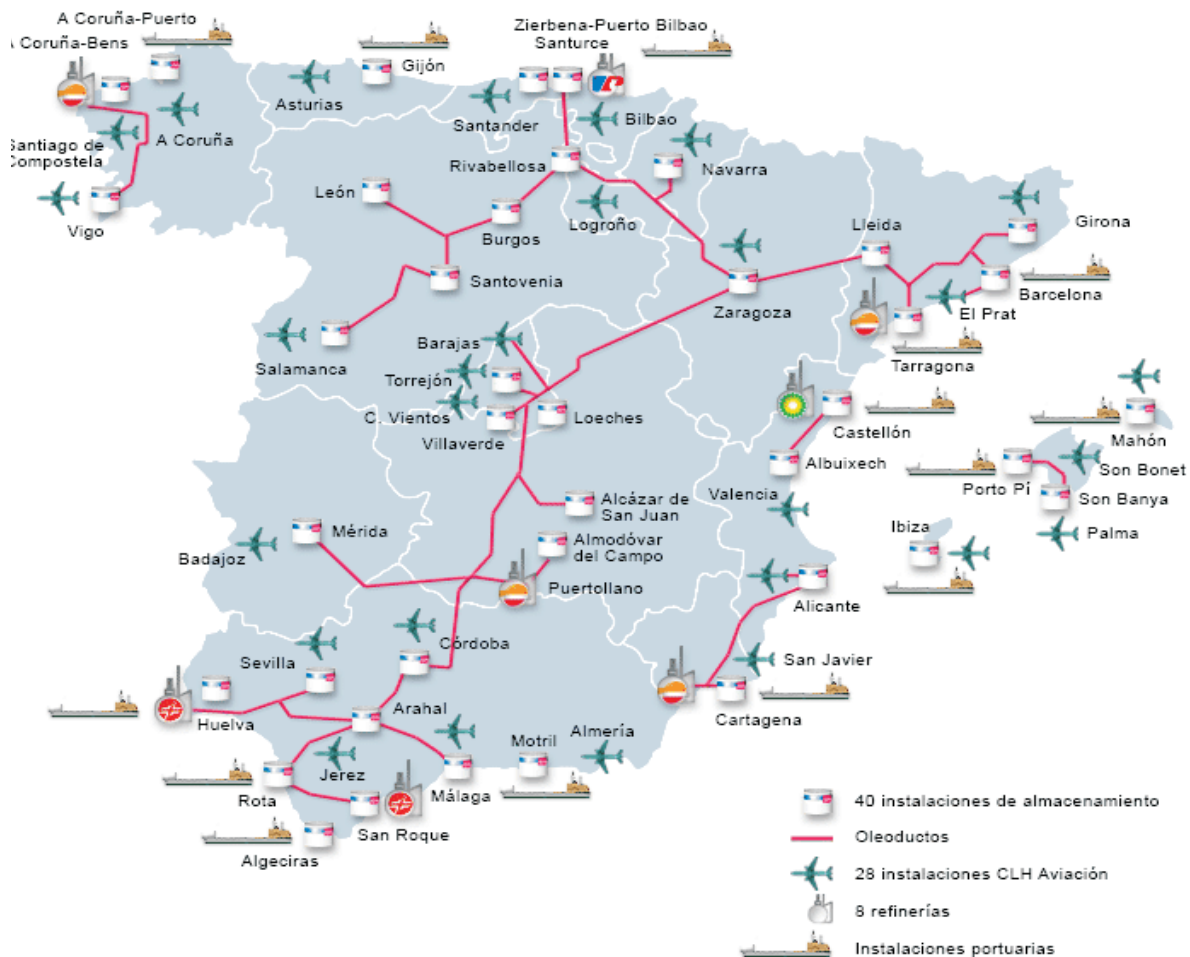 A Coruña-Puerto
A Coruña-Bens
Zierbena-Puerto Bilbao
Santurce
Gijón
Asturias
Santander
Bilbao
A Coruña
Santiago de
Compostela
Rivabellosa
Navarra
León
Vigo
Burgos
Logroño
Lleida
Girona
Santovenia
Zaragoza
Barcelona
El Prat
Salamanca
Barajas
Tarragona
Torrejón
C. Vientos
Villaverde
Loeches
Castellón
Mahón
Albuixech
Son Bonet
Porto Pí
Son Banya
Valencia
Alcázar de
San Juan
Mérida
Ibiza
Palma
Badajoz
Almodóvar
del Campo
Puertollano
Alicante
Córdoba
Sevilla
San Javier
Huelva
Arahal
Cartagena
Almería
Motril
Jerez
Rota
Málaga
San Roque
Algeciras
40 instalaciones de almacenamiento
Oleoductos
28 instalaciones CLH Aviación
8 refinerías
Instalaciones portuarias